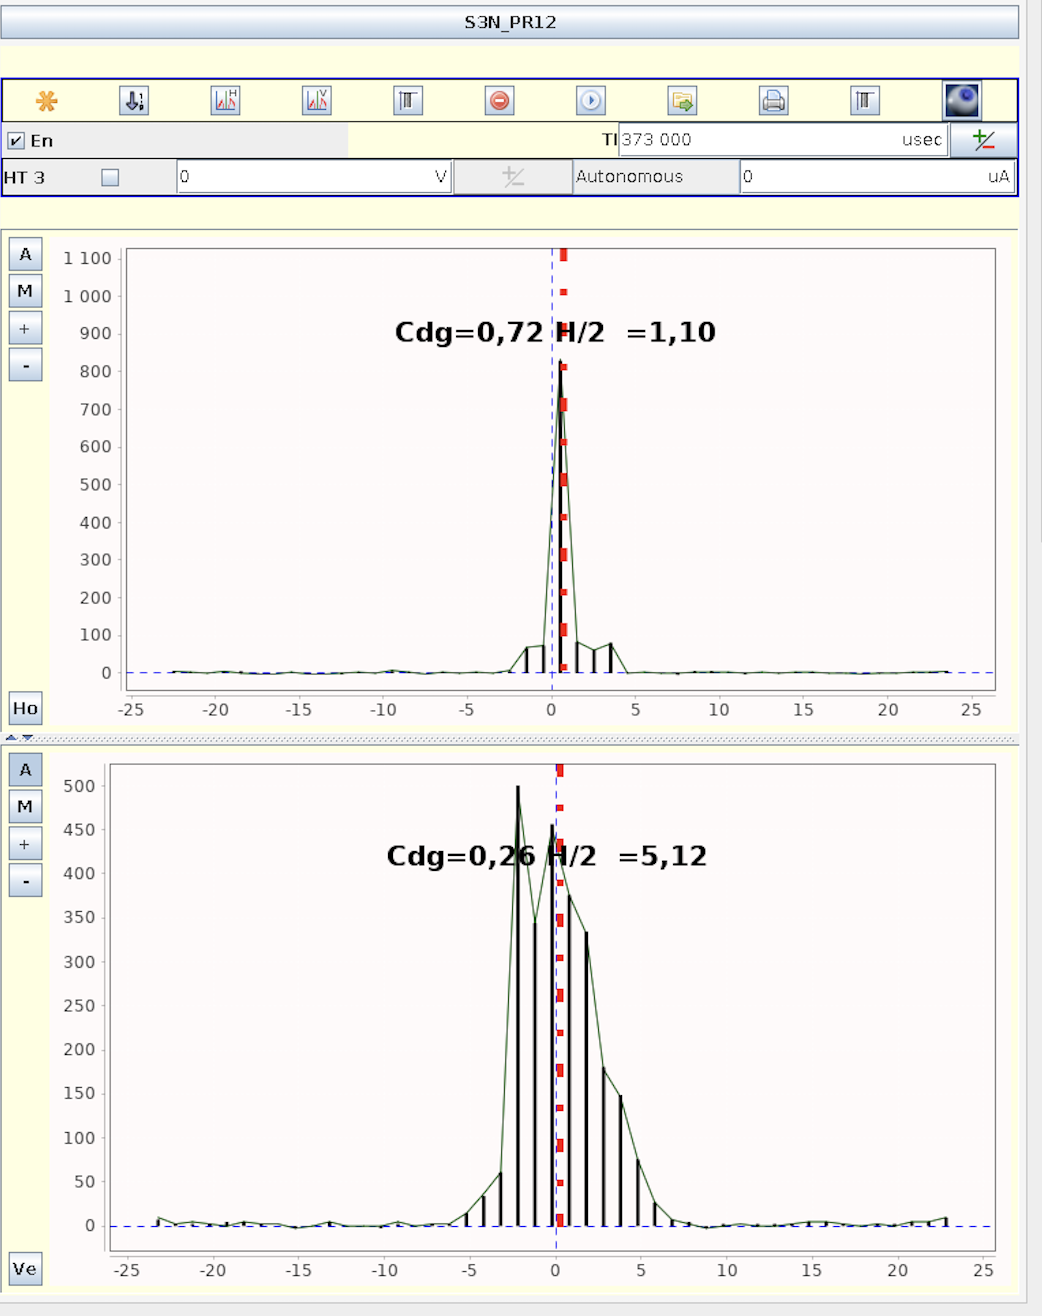 S3N_PR12
H V
En TI 373 000 usec
HT 3 0 V Autonomous 0 uA
A
M
+
-
1 100
1 000
900
800
700
600
500
400
300
200
100
0
Cdg=0,72 H/2 =1,10
-25 -20 -15 -10 -5 0 5 10 15 20 25
Ho
A
M
+
-
500
450
400
350
300
250
200
150
100
50
0
Cdg=0,26 H/2 =5,12
-25 -20 -15 -10 -5 0 5 10 15 20 25
Ve